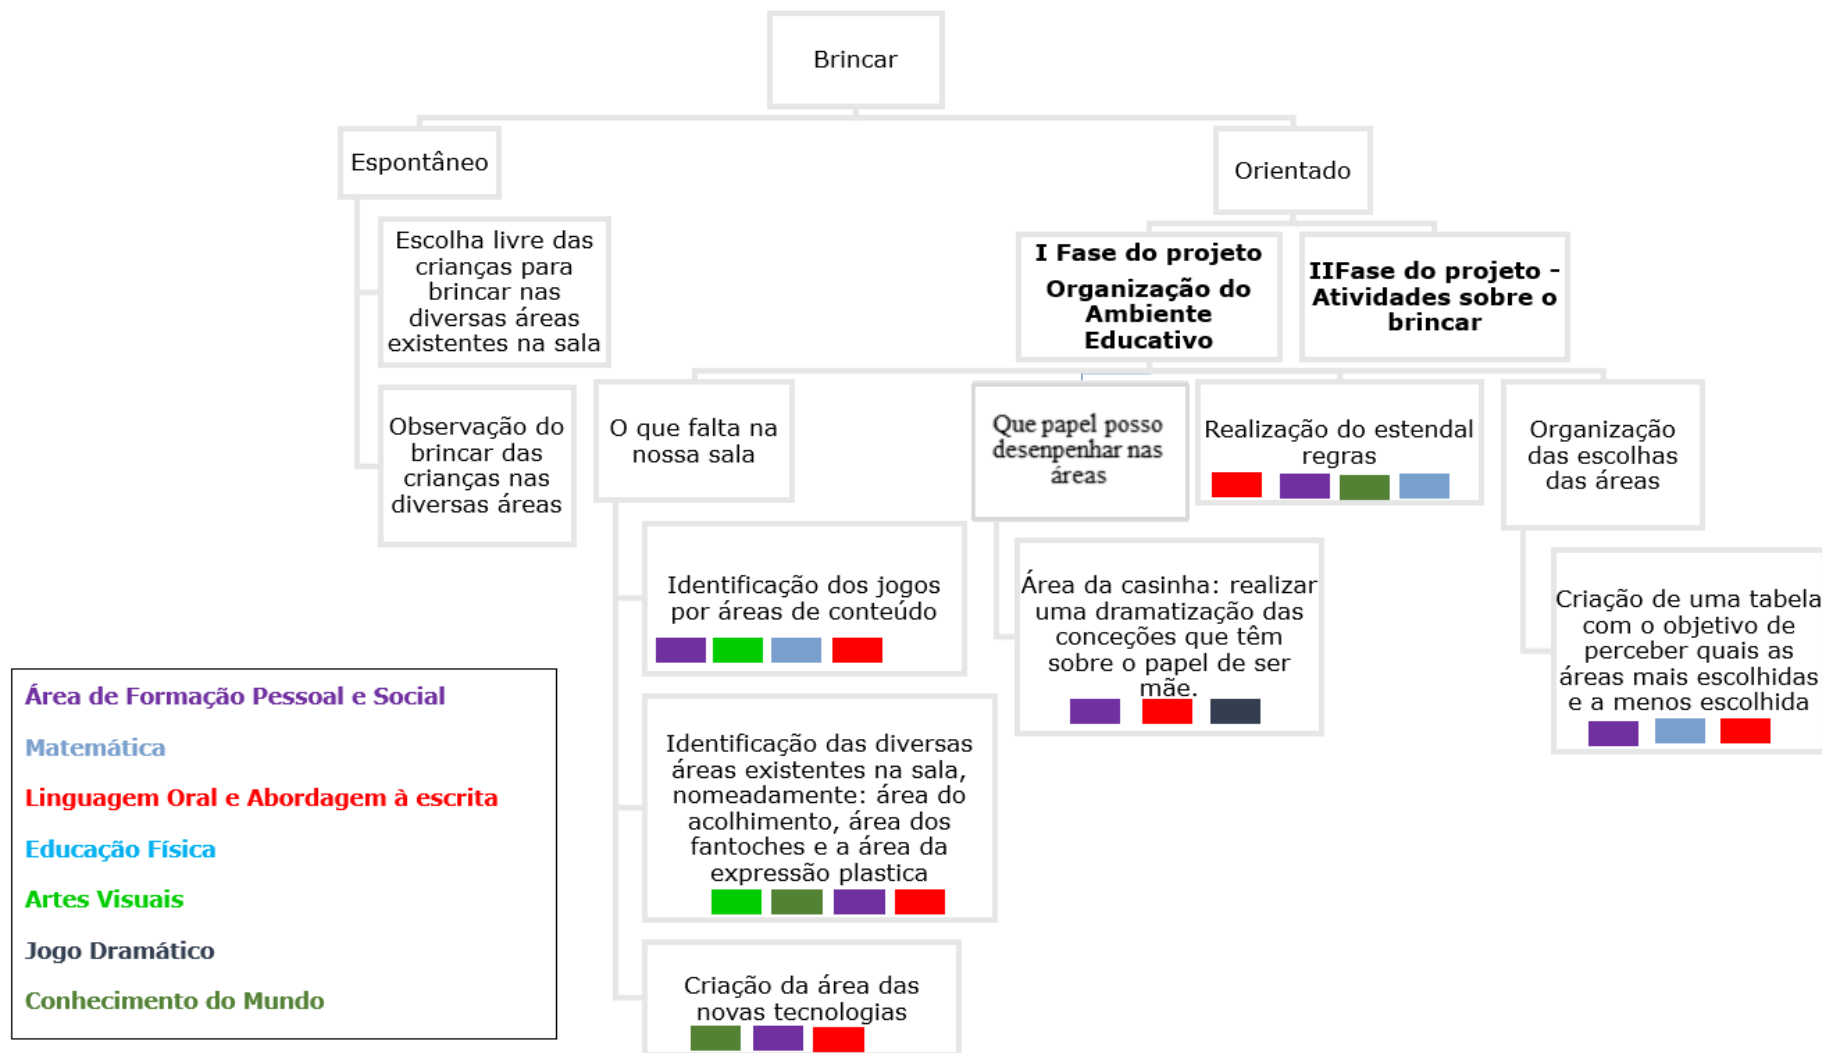 Brincar
Espontâneo
Orientado
Escolha livre das
crianças para
brincar nas
diversas áreas
existentes na sala
Observação do
brincar das
crianças nas
diversas áreas
I Fase do projeto
Organização do
Ambiente
Educativo
IIFase do projeto -
Atividades sobre o
brincar
O que falta na
nossa sala
Que papel posso
desenpenhar nas
áreas
Realização do estendal
regras
Organização
das escolhas
das áreas
Identificação dos jogos
por áreas de conteúdo
Identificação das diversas
áreas existentes na sala,
nomeadamente: área do
acolhimento, área dos
fantoches e a área da
expressão plastica
Criação da área das
novas tecnologias
Área da casinha: realizar
uma dramatização das
conceções que têm
sobre o papel de ser
mãe.
Criação de uma tabela
com o objetivo de
perceber quais as
áreas mais escolhidas
e a menos escolhida
Área de Formação Pessoal e Social
Matemática
Linguagem Oral e Abordagem à escrita
Educação Física
Artes Visuais
Jogo Dramático
Conhecimento do Mundo